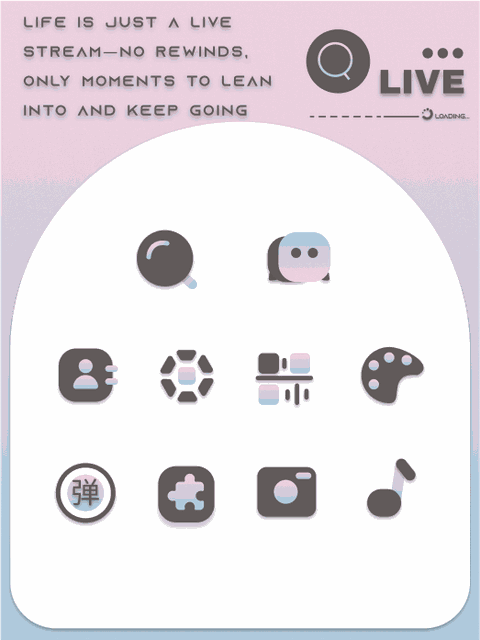 LIFE IS JUST A LIVE
STREAM—NO REWINDS,
ONLY MOMENTS TO LEAN
INTO AND KEEP GOING
LIVE
LOADING...
弹